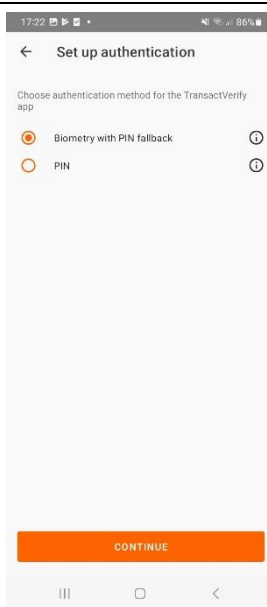 17:22 86%
Set up authentication
Choose authentication method for the TransactVerify
app
Biometry with PIN fallback
PIN
CONTINUE